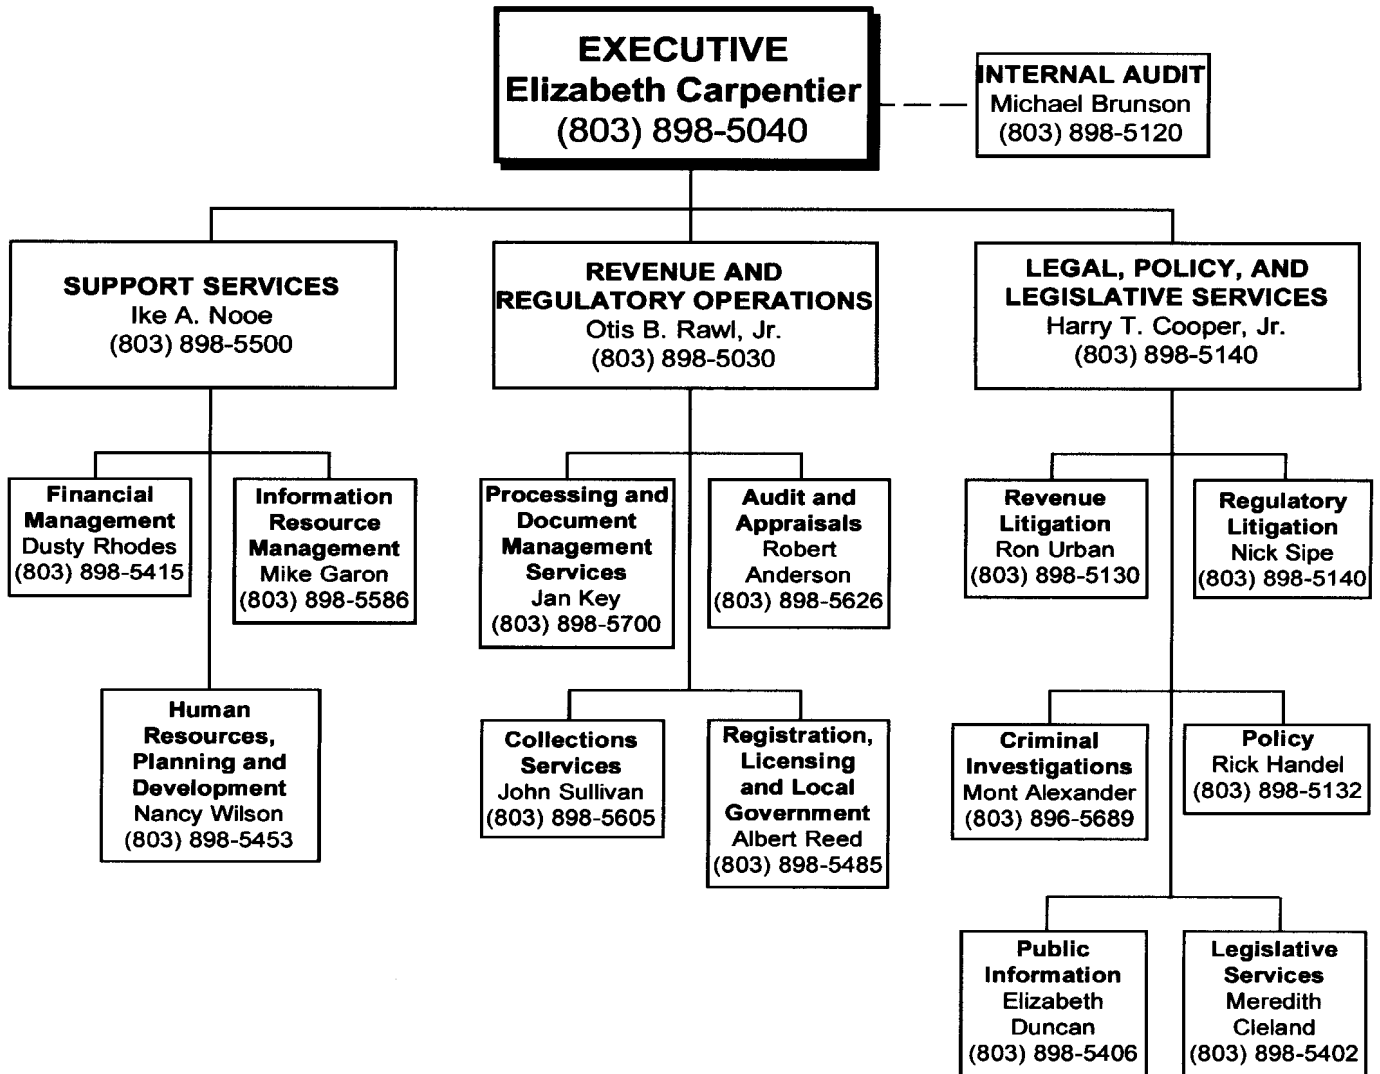 EXECUTIVE
Elizabeth Carpentier
(803) 898-5040
INTERNAL AUDIT
Michael Brunson
(803) 898-5120
SUPPORT SERVICES
Ike A. Nooe
(803) 898-5500
REVENUE AND
REGULATORY OPERATIONS
Otis B. Rawl, Jr.
(803) 898-5030
LEGAL, POLICY, AND
LEGISLATIVE SERVICES
Harry T. Cooper, Jr.
(803) 898-5140
Financial
Management
Dusty Rhodes
(803) 898-5415
Information
Resource
Management
Mike Garon
(803) 898-5586
Processing and
Document
Management
Services
Jan Key
(803) 898-5700
Audit and
Appraisals
Robert
Anderson
(803) 898-5626
Revenue
Litigation
Ron Urban
(803) 898-5130
Regulatory
Litigation
Nick Sipe
(803) 898-5140
Human
Resources,
Planning and
Development
Nancy Wilson
(803) 898-5453
Collections
Services
John Sullivan
(803) 898-5605
Registration,
Licensing
and Local
Government
Albert Reed
(803) 898-5485
Criminal
Investigations
Mont Alexander
(803) 896-5689
Policy
Rick Handel
(803) 898-5132
Public
Information
Elizabeth
Duncan
(803) 898-5406
Legislative
Services
Meredith
Cleland
(803) 898-5402